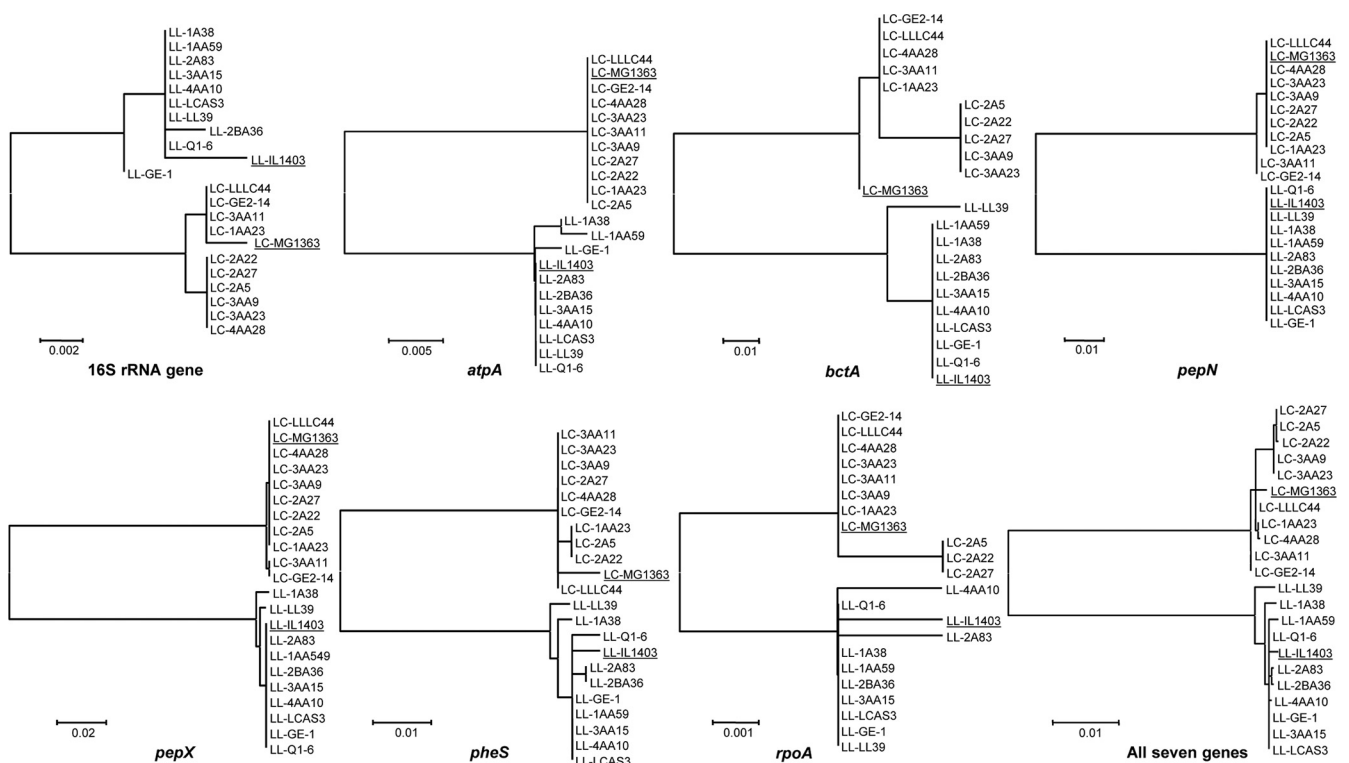 LL-1A38
LL-1AA59
LL-2A83
LL-3AA15
LL-4AA10
LL-LCAS3
LL-LL39
LL-2BA36
LL-Q1-6
LL-IL1403
LL-GE-1
LC-LLLC44
LC-GE2-14
LC-3AA11
LC-1AA23
LC-MG1363
LC-2A22
LC-2A27
LC-2A5
LC-3AA9
LC-3AA23
LC-4AA28
0.002
16S rRNA gene
LC-LLLC44
LC-MG1363
LC-GE2-14
LC-4AA28
LC-3AA23
LC-3AA11
LC-3AA9
LC-2A27
LC-2A22
LC-1AA23
LC-2A5
LL-1A38
LL-1AA59
LL-GE-1
LL-IL1403
LL-2A83
LL-2BA36
LL-3AA15
LL-4AA10
LL-LCAS3
LL-LL39
LL-Q1-6
0.005
atpA
LC-GE2-14
LC-LLLC44
LC-4AA28
LC-3AA11
LC-1AA23
LC-2A5
LC-2A22
LC-2A27
LC-3AA9
LC-3AA23
LC-MG1363
LL-LL39
LL-1AA59
LL-1A38
LL-2A83
LL-2BA36
LL-3AA15
LL-4AA10
LL-LCAS3
LL-GE-1
LL-Q1-6
LL-IL1403
0.01
bctA
LC-LLLC44
LC-MG1363
LC-4AA28
LC-3AA23
LC-3AA9
LC-2A27
LC-2A22
LC-2A5
LC-1AA23
LC-3AA11
LC-GE2-14
LL-Q1-6
LL-IL1403
LL-LL39
LL-1A38
LL-1AA59
LL-2A83
LL-2BA36
LL-3AA15
LL-4AA10
LL-LCAS3
LL-GE-1
0.01
pepN
LC-LLLC44
LC-MG1363
LC-4AA28
LC-3AA23
LC-3AA9
LC-2A27
LC-2A22
LC-2A5
LC-1AA23
LC-3AA11
LC-GE2-14
LL-1A38
LL-LL39
LL-IL1403
LL-2A83
LL-1AA549
LL-2BA36
LL-3AA15
LL-4AA10
LL-LCAS3
LL-GE-1
LL-Q1-6
0.02
pepX
LC-3AA11
LC-3AA23
LC-3AA9
LC-2A27
LC-4AA28
LC-GE2-14
LC-1AA23
LC-2A5
LC-2A22
LC-MG1363
LC-LLLC44
LL-LL39
LL-1A38
LL-Q1-6
LL-IL1403
LL-2A83
LL-2BA36
LL-GE-1
LL-1AA59
LL-3AA15
LL-4AA10
LL-LCAS3
0.01
pheS
LC-GE2-14
LC-LLLC44
LC-4AA28
LC-3AA23
LC-3AA11
LC-3AA9
LC-1AA23
LC-MG1363
LC-2A5
LC-2A22
LC-2A27
LL-4AA10
LL-Q1-6
LL-IL1403
LL-2A83
LL-1A38
LL-1AA59
LL-2BA36
LL-3AA15
LL-LCAS3
LL-GE-1
LL-LL39
0.001
rpoA
LC-2A27
LC-2A5
LC-2A22
LC-3AA9
LC-3AA23
LC-MG1363
LC-LLLC44
LC-1AA23
LC-4AA28
LC-3AA11
LC-GE2-14
LL-LL39
LL-1A38
LL-1AA59
LL-Q1-6
LL-IL1403
LL-2A83
LL-2BA36
LL-4AA10
LL-GE-1
LL-3AA15
LL-LCAS3
0.01
All seven genes